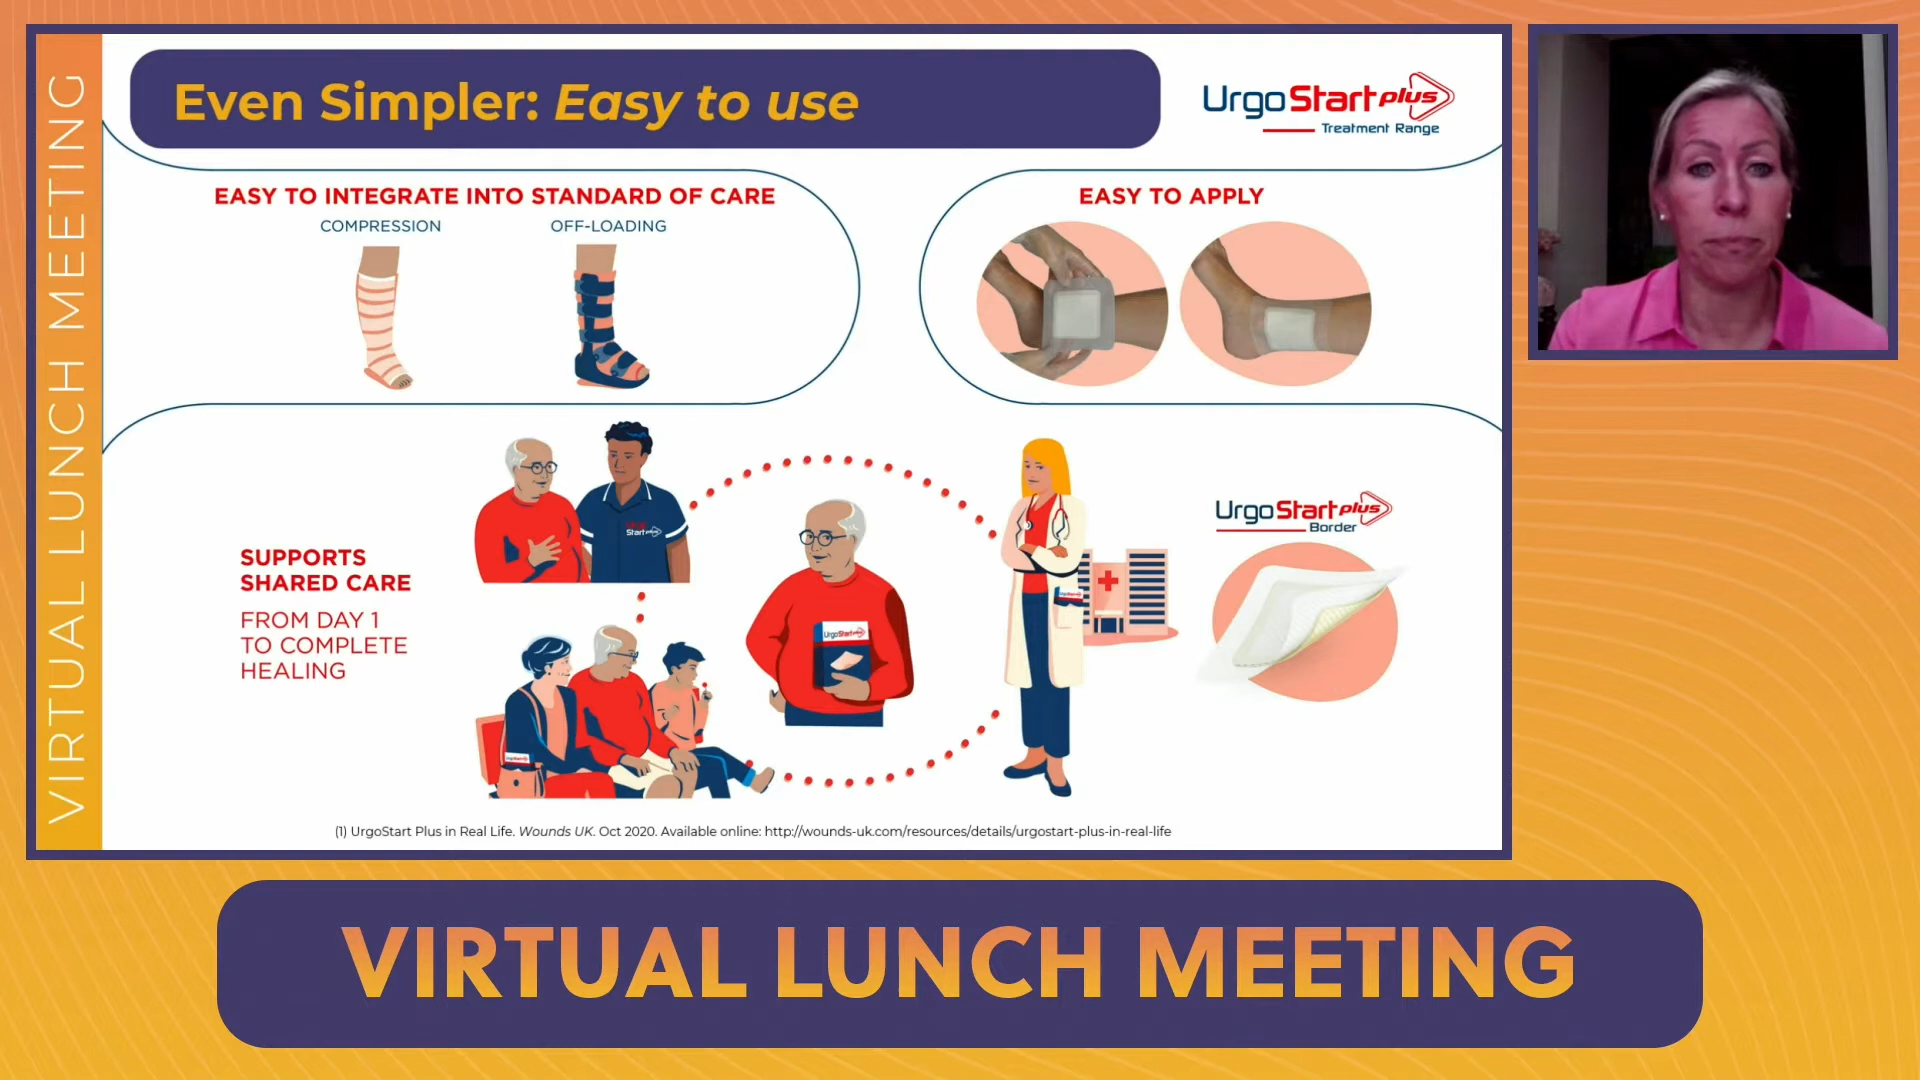 VIRTUAL LUNCH MEETING
Even Simpler: Easy to use
UrgoStart plus
Treatment Range
EASY TO INTEGRATE INTO STANDARD OF CARE
COMPRESSION
OFF-LOADING
EASY TO APPLY
SUPPORTS
SHARED CARE
FROM DAY 1
TO COMPLETE
HEALING
Start
UrgoStart
UrgoStart plus
Border
(1) UrgoStart Plus in Real Life. Wounds UK. Oct 2020. Available online: http://wounds-uk.com/resources/details/urgostart-plus-in-real-life
VIRTUAL LUNCH MEETING